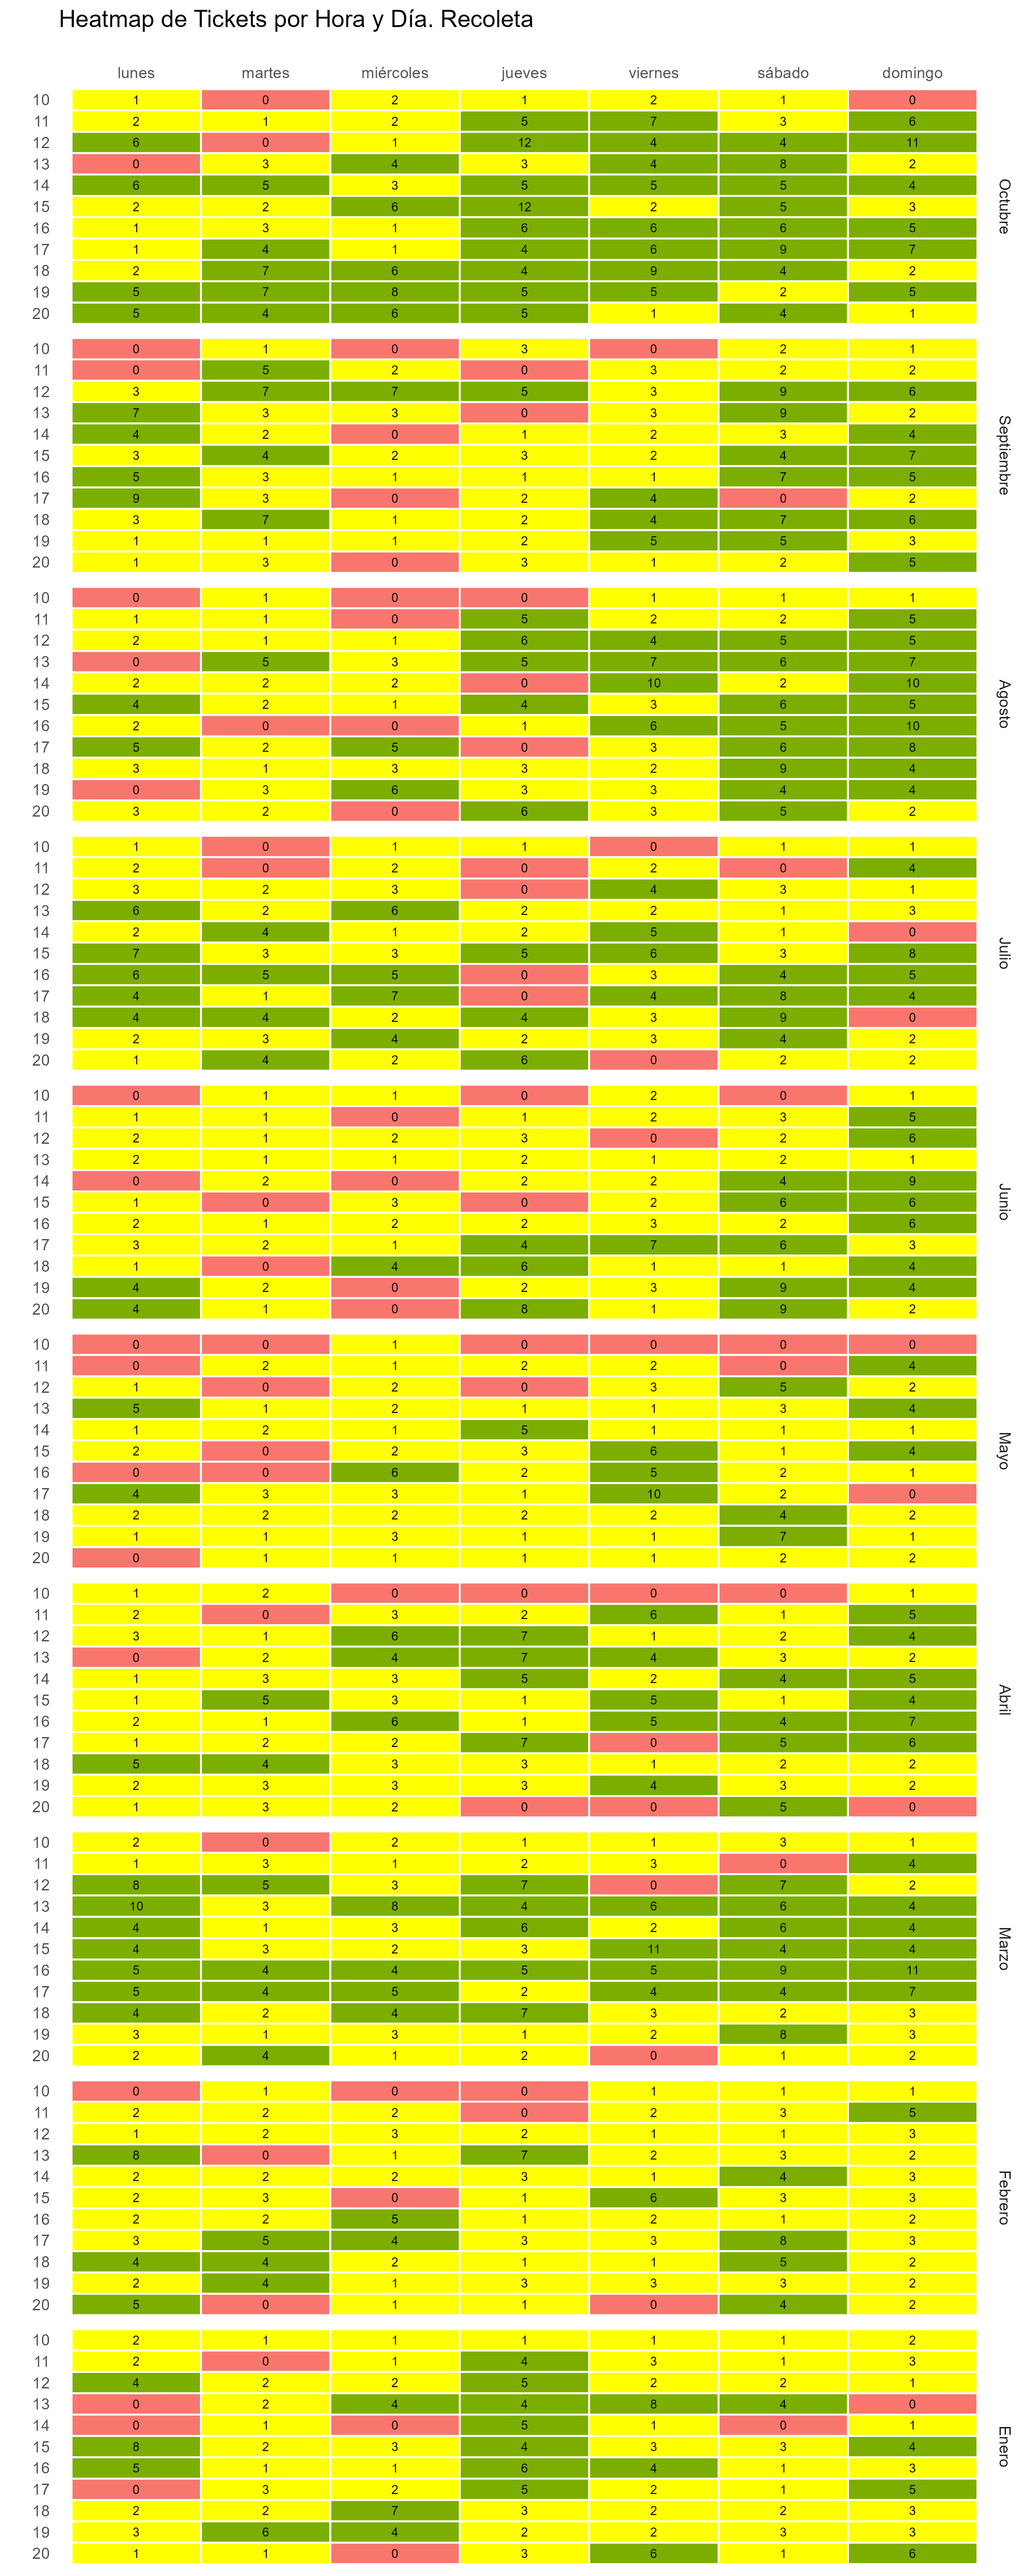 Heatmap de Tickets por Hora y Día. Recoleta
lunes martes miércoles jueves viernes sábado domingo
10 1 0 2 1 2 1 0
11 2 1 2 5 7 3 6
12 6 0 1 12 4 4 11
13 0 3 4 3 4 8 2
14 6 5 3 5 5 5 4
15 2 2 6 12 2 5 3
16 1 3 1 6 6 6 5
17 1 4 1 4 6 9 7
18 2 7 6 4 9 4 2
19 5 7 8 5 5 2 5
20 5 4 6 5 1 4 1
Octubre
10 0 1 0 3 0 2 1
11 0 5 2 0 3 2 2
12 3 7 7 5 3 9 6
13 7 3 3 0 3 9 2
14 4 2 0 1 2 3 4
15 3 4 2 3 2 4 7
16 5 3 1 1 1 7 5
17 9 3 0 2 4 0 2
18 3 7 1 2 4 7 6
19 1 1 1 2 5 5 3
20 1 3 0 3 1 2 5
Septiembre
10 0 1 0 0 1 1 1
11 1 1 0 5 2 2 5
12 2 1 1 6 4 5 5
13 0 5 3 5 7 6 7
14 2 2 2 0 10 2 10
15 4 2 1 4 3 6 5
16 2 0 0 1 6 5 10
17 5 2 5 0 3 6 8
18 3 1 3 3 2 9 4
19 0 3 6 3 3 4 4
20 3 2 0 6 3 5 2
Agosto
10 1 0 1 1 0 1 1
11 2 0 2 0 2 0 4
12 3 2 3 0 4 3 1
13 6 2 6 2 2 1 3
14 2 4 1 2 5 1 0
15 7 3 3 5 6 3 8
16 6 5 5 0 3 4 5
17 4 1 7 0 4 8 4
18 4 4 2 4 3 9 0
19 2 3 4 2 3 4 2
20 1 4 2 6 0 2 2
Julio
10 0 1 1 0 2 0 1
11 1 1 0 1 2 3 5
12 2 1 2 3 0 2 6
13 2 1 1 2 1 2 1
14 0 2 0 2 2 4 9
15 1 0 3 0 2 6 6
16 2 1 2 2 3 2 6
17 3 2 1 4 7 6 3
18 1 0 4 6 1 1 4
19 4 2 0 2 3 9 4
20 4 1 0 8 1 9 2
Junio
10 0 0 1 0 0 0 0
11 0 2 1 2 2 0 4
12 1 0 2 0 3 5 2
13 5 1 2 1 1 3 4
14 1 2 1 5 1 1 1
15 2 0 2 3 6 1 4
16 0 0 6 2 5 2 1
17 4 3 3 1 10 2 0
18 2 2 2 2 2 4 2
19 1 1 3 1 1 7 1
20 0 1 1 1 1 2 2
Mayo
10 1 2 0 0 0 0 1
11 2 0 3 2 6 1 5
12 3 1 6 7 1 2 4
13 0 2 4 7 4 3 2
14 1 3 3 5 2 4 5
15 1 5 3 1 5 1 4
16 2 1 6 1 5 4 7
17 1 2 2 7 0 5 6
18 5 4 3 3 1 2 2
19 2 3 3 3 4 3 2
20 1 3 2 0 0 5 0
Abril
10 2 0 2 1 1 3 1
11 1 3 1 2 3 0 4
12 8 5 3 7 0 7 2
13 10 3 8 4 6 6 4
14 4 1 3 6 2 6 4
15 4 3 2 3 11 4 4
16 5 4 4 5 5 9 11
17 5 4 5 2 4 4 7
18 4 2 4 7 3 2 3
19 3 1 3 1 2 8 3
20 2 4 1 2 0 1 2
Marzo
10 0 1 0 0 1 1 1
11 2 2 2 0 2 3 5
12 1 2 3 2 1 1 3
13 8 0 1 7 2 3 2
14 2 2 2 3 1 4 3
15 2 3 0 1 6 3 3
16 2 2 5 1 2 1 2
17 3 5 4 3 3 8 3
18 4 4 2 1 1 5 2
19 2 4 1 3 3 3 2
20 5 0 1 1 0 4 2
Febrero
10 2 1 1 1 1 1 2
11 2 0 1 4 3 1 3
12 4 2 2 5 2 2 1
13 0 2 4 4 8 4 0
14 0 1 0 5 1 0 1
15 8 2 3 4 3 3 4
16 5 1 1 6 4 1 3
17 0 3 2 5 2 1 5
18 2 2 7 3 2 2 3
19 3 6 4 2 2 3 3
20 1 1 0 3 6 1 6
Enero